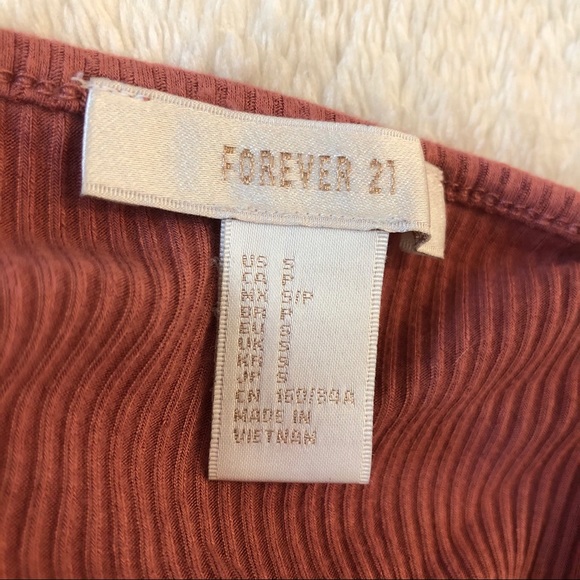 FOREVER 21
US S
CA P
MX S/P
BR P
EU S
UK S
KR S
JP S
CN 160/84A
MADE IN
VIETNAM